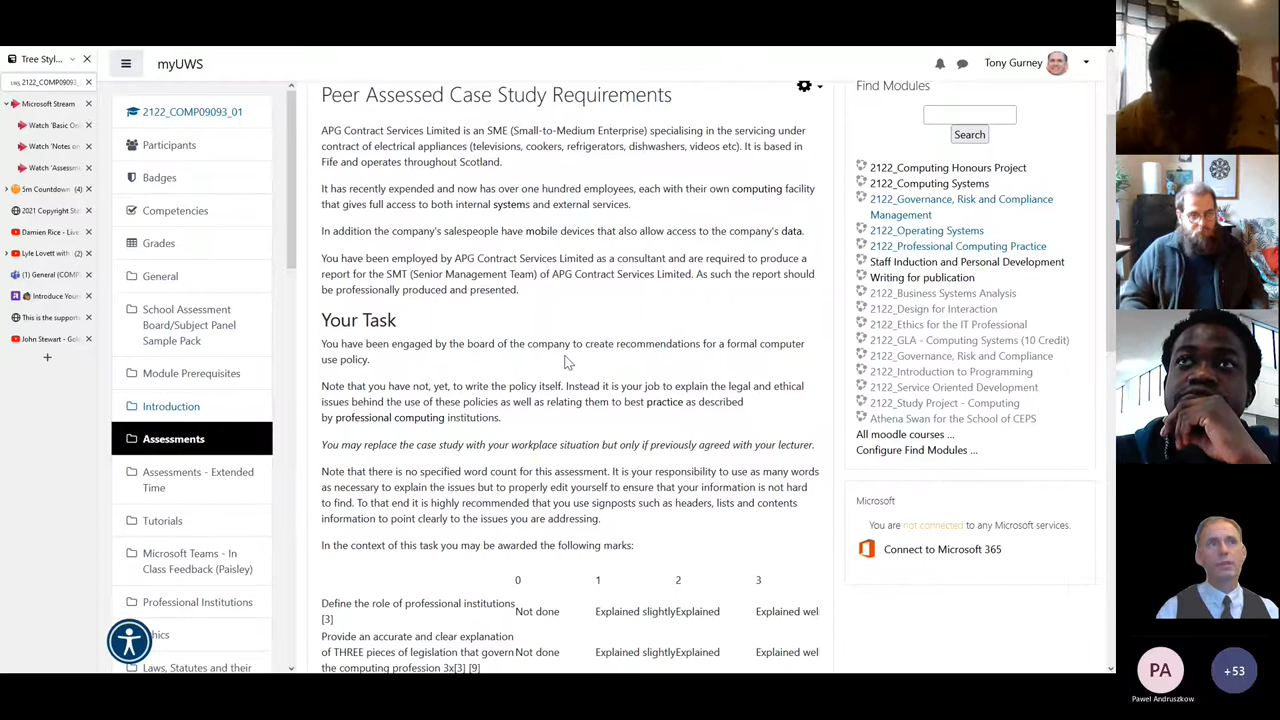 Tree Styl...
2122_COMP09093_
Microsoft Stream
Watch 'Basic On
Watch 'Notes on
Watch 'Assessm
5m Countdown (4)
2021 Copyright Sta
Damien Rice - Live
Lyle Lovett with (2)
(1) General (COMP
Introduce Your
This is the support
John Stewart - Gol
myUWS
Tony Gurney
2122_COMP09093_01
Participants
Badges
Competencies
Grades
General
School Assessment
Board/Subject Panel
Sample Pack
Module Prerequisites
Introduction
Assessments
Assessments - Extended
Time
Tutorials
Microsoft Teams - In
Class Feedback (Paisley)
Professional Institutions
hics
Laws, Statutes and their
Peer Assessed Case Study Requirements
APG Contract Services Limited is an SME (Small-to-Medium Enterprise) specialising in the servicing under
contract of electrical appliances (televisions, cookers, refrigerators, dishwashers, videos etc). It is based in
Fife and operates throughout Scotland.
It has recently expended and now has over one hundred employees, each with their own computing facility
that gives full access to both internal systems and external services.
In addition the company's salespeople have mobile devices that also allow access to the company's data.
You have been employed by APG Contract Services Limited as a consultant and are required to produce a
report for the SMT (Senior Management Team) of APG Contract Services Limited. As such the report should
be professionally produced and presented.
Your Task
You have been engaged by the board of the company to create recommendations for a formal computer
use policy.
Note that you have not, yet, to write the policy itself. Instead it is your job to explain the legal and ethical
issues behind the use of these policies as well as relating them to best practice as described
by professional computing institutions.
You may replace the case study with your workplace situation but only if previously agreed with your lecturer.
Note that there is no specified word count for this assessment. It is your responsibility to use as many words
as necessary to explain the issues but to properly edit yourself to ensure that your information is not hard
to find. To that end it is highly recommended that you use signposts such as headers, lists and contents
information to point clearly to the issues you are addressing.
In the context of this task you may be awarded the following marks:
0 1 2 3
Define the role of professional institutions
[3] Not done Explained slightly Explained Explained wel
Provide an accurate and clear explanation
of THREE pieces of legislation that govern Not done Explained slightly Explained Explained wel
the computing profession 3x[3] [9]
Find Modules
Search
2122_Computing Honours Project
2122_Computing Systems
2122_Governance, Risk and Compliance
Management
2122_Operating Systems
2122_Professional Computing Practice
Staff Induction and Personal Development
Writing for publication
2122_Business Systems Analysis
2122_Design for Interaction
2122_Ethics for the IT Professional
2122_GLA - Computing Systems (10 Credit)
2122_Governance, Risk and Compliance
2122_Introduction to Programming
2122_Service Oriented Development
2122_Study Project - Computing
Athena Swan for the School of CEPS
All moodle courses ...
Configure Find Modules ...
Microsoft
You are not connected to any Microsoft services.
Connect to Microsoft 365
PA
Pawel Andruszkow
+53